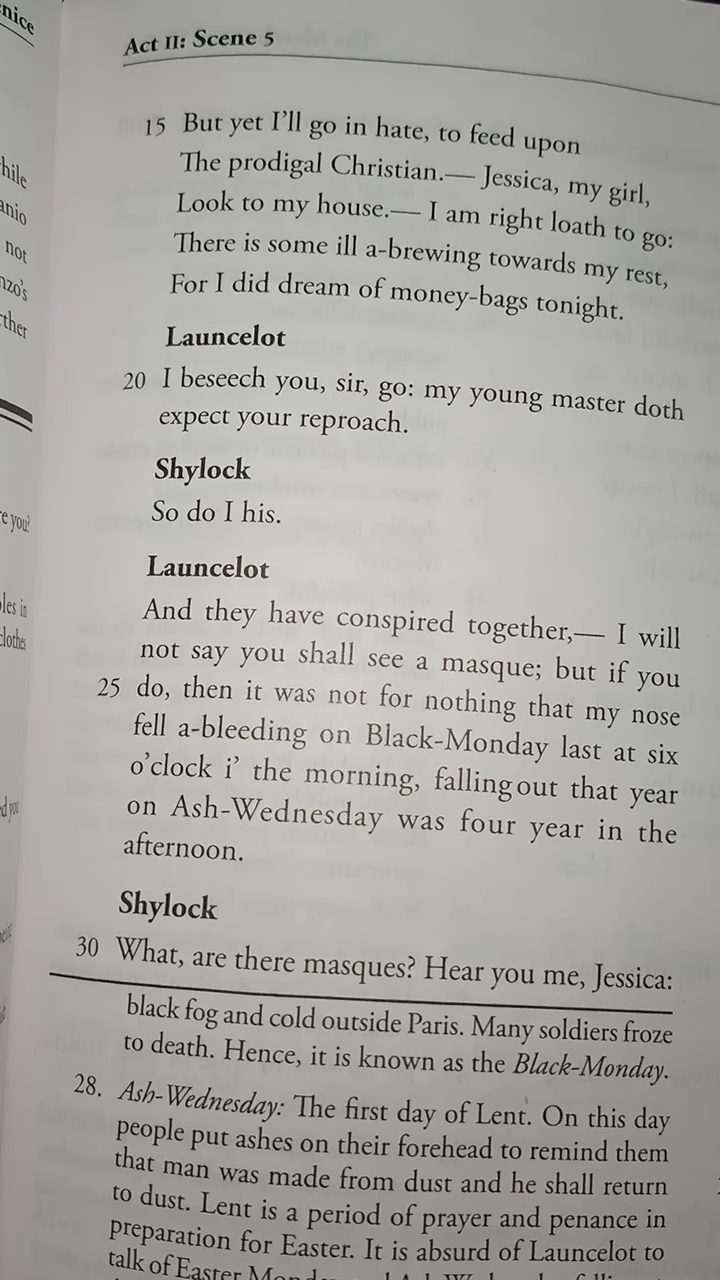 nice
Act II: Scene 5
15 But yet I'll go in hate, to feed upon
The prodigal Christian.— Jessica, my girl,
Look to my house.— I am right loath to go:
There is some ill a-brewing towards my rest,
For I did dream of money-bags tonight.
Launcelot
20 I beseech you, sir, go: my young master doth
expect your reproach.
Shylock
So do I his.
Launcelot
And they have conspired together,— I will
not say you shall see a masque; but if you
25 do, then it was not for nothing that my nose
fell a-bleeding on Black-Monday last at six
o'clock i' the morning, falling out that year
on Ash-Wednesday was four year in the
afternoon.
Shylock
30 What, are there masques? Hear you me, Jessica:
black fog and cold outside Paris. Many soldiers froze
to death. Hence, it is known as the Black-Monday.
28. Ash-Wednesday: The first day of Lent. On this day
people put ashes on their forehead to remind them
that man was made from dust and he shall return
to dust. Lent is a period of prayer and penance in
preparation for Easter. It is absurd of Launcelot to
talk of Easter